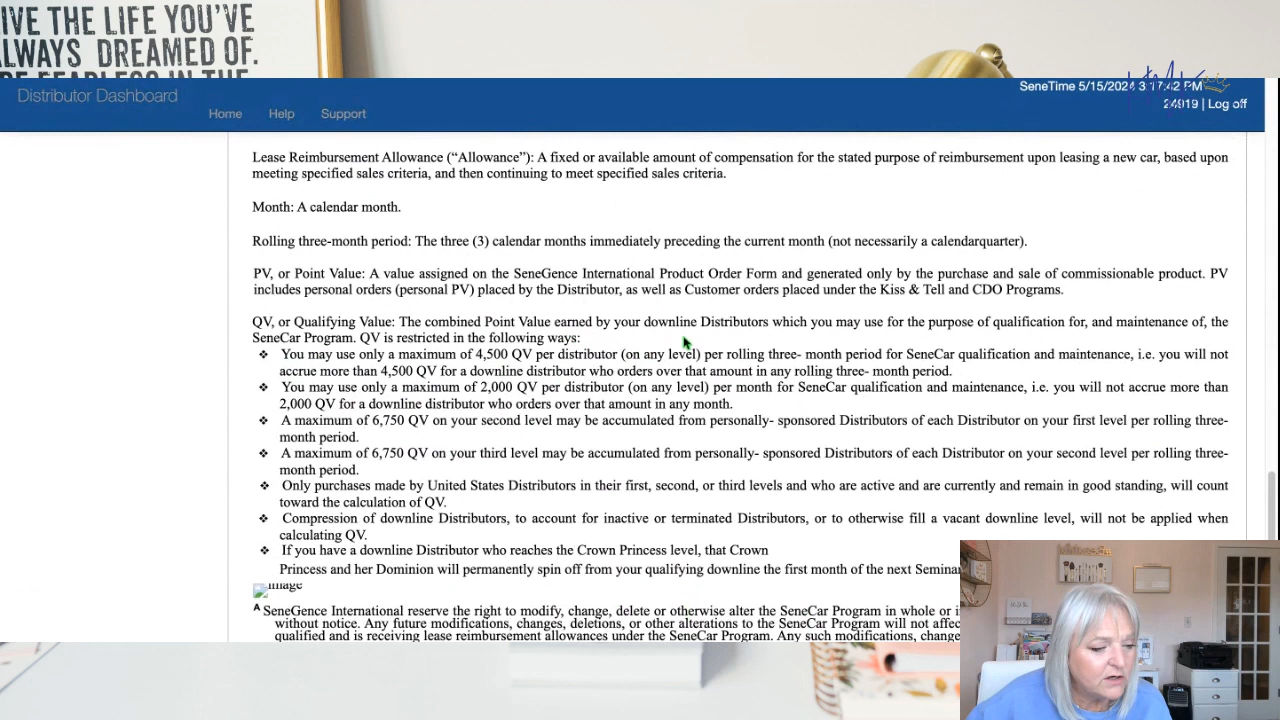 IVE THE LIFE YOU'VE
ALWAYS DREAMED OF.
Distributor Dashboard
Home Help Support
SeneTime 5/15/2024 3:17:42 PM
24919 | Log off
Lease Reimbursement Allowance (“Allowance”): A fixed or available amount of compensation for the stated purpose of reimbursement upon leasing a new car, based upon
meeting specified sales criteria, and then continuing to meet specified sales criteria.
Month: A calendar month.
Rolling three-month period: The three (3) calendar months immediately preceding the current month (not necessarily a calendarquarter).
PV, or Point Value: A value assigned on the SeneGence International Product Order Form and generated only by the purchase and sale of commissionable product. PV
includes personal orders (personal PV) placed by the Distributor, as well as Customer orders placed under the Kiss & Tell and CDO Programs.
QV, or Qualifying Value: The combined Point Value earned by your downline Distributors which you may use for the purpose of qualification for, and maintenance of, the
SeneCar Program. QV is restricted in the following ways:
❖ You may use only a maximum of 4,500 QV per distributor (on any level) per rolling three- month period for SeneCar qualification and maintenance, i.e. you will not
accrue more than 4,500 QV for a downline distributor who orders over that amount in any rolling three- month period.
❖ You may use only a maximum of 2,000 QV per distributor (on any level) per month for SeneCar qualification and maintenance, i.e. you will not accrue more than
2,000 QV for a downline distributor who orders over that amount in any month.
❖ A maximum of 6,750 QV on your second level may be accumulated from personally- sponsored Distributors of each Distributor on your first level per rolling three-
month period.
❖ A maximum of 6,750 QV on your third level may be accumulated from personally- sponsored Distributors of each Distributor on your second level per rolling three-
month period.
❖ Only purchases made by United States Distributors in their first, second, or third levels and who are active and are currently and remain in good standing, will count
toward the calculation of QV.
❖ Compression of downline Distributors, to account for inactive or terminated Distributors, or to otherwise fill a vacant downline level, will not be applied when
calculating QV.
❖ If you have a downline Distributor who reaches the Crown Princess level, that Crown
Princess and her Dominion will permanently spin off from your qualifying downline the first month of the next Seminar
image
A SeneGence International reserve the right to modify, change, delete or otherwise alter the SeneCar Program in whole or i
without notice. Any future modifications, changes, deletions, or other alterations to the SeneCar Program will not affec
qualified and is receiving lease reimbursement allowances under the SeneCar Program. Any such modifications, change